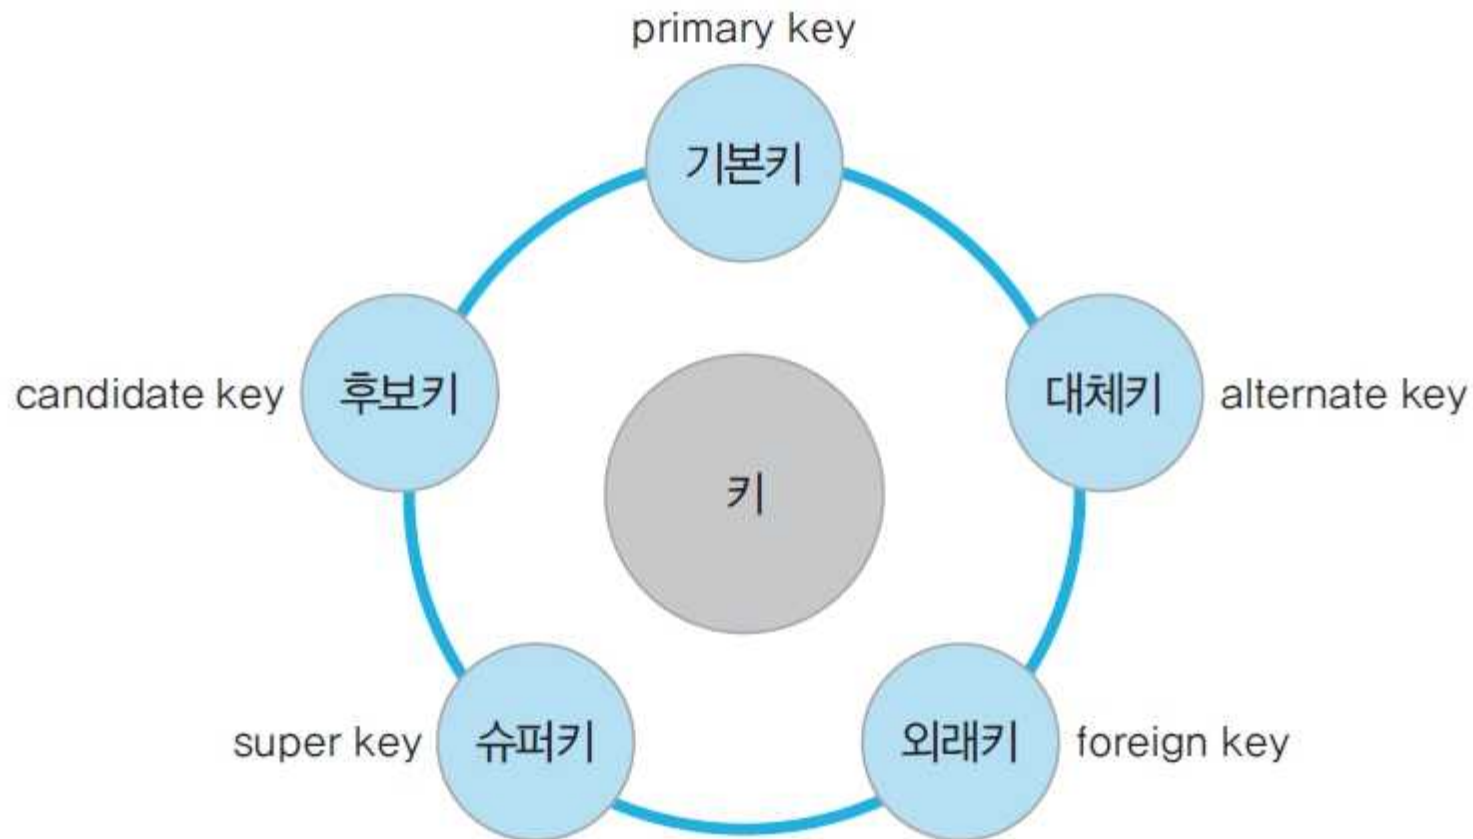 primary key
기본키
candidate key
후보키
대체키
alternate key
키
super key
슈퍼키
외래키
foreign key